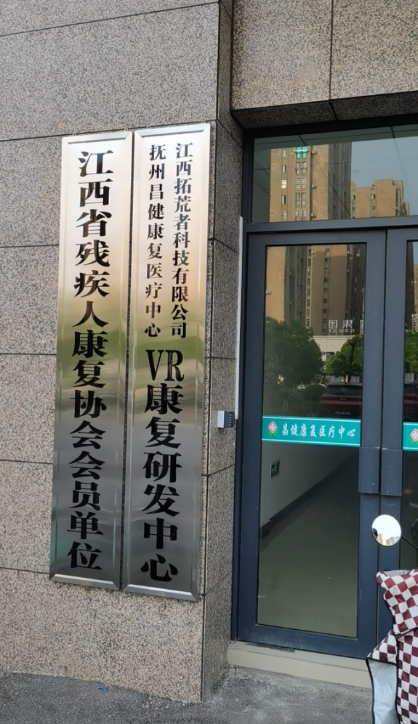 江西省残疾人康复协会会员单位
江西拓荒者科技有限公司
抚州昌健康复医疗中心
VR康复研发中心
昌健康复医疗中心